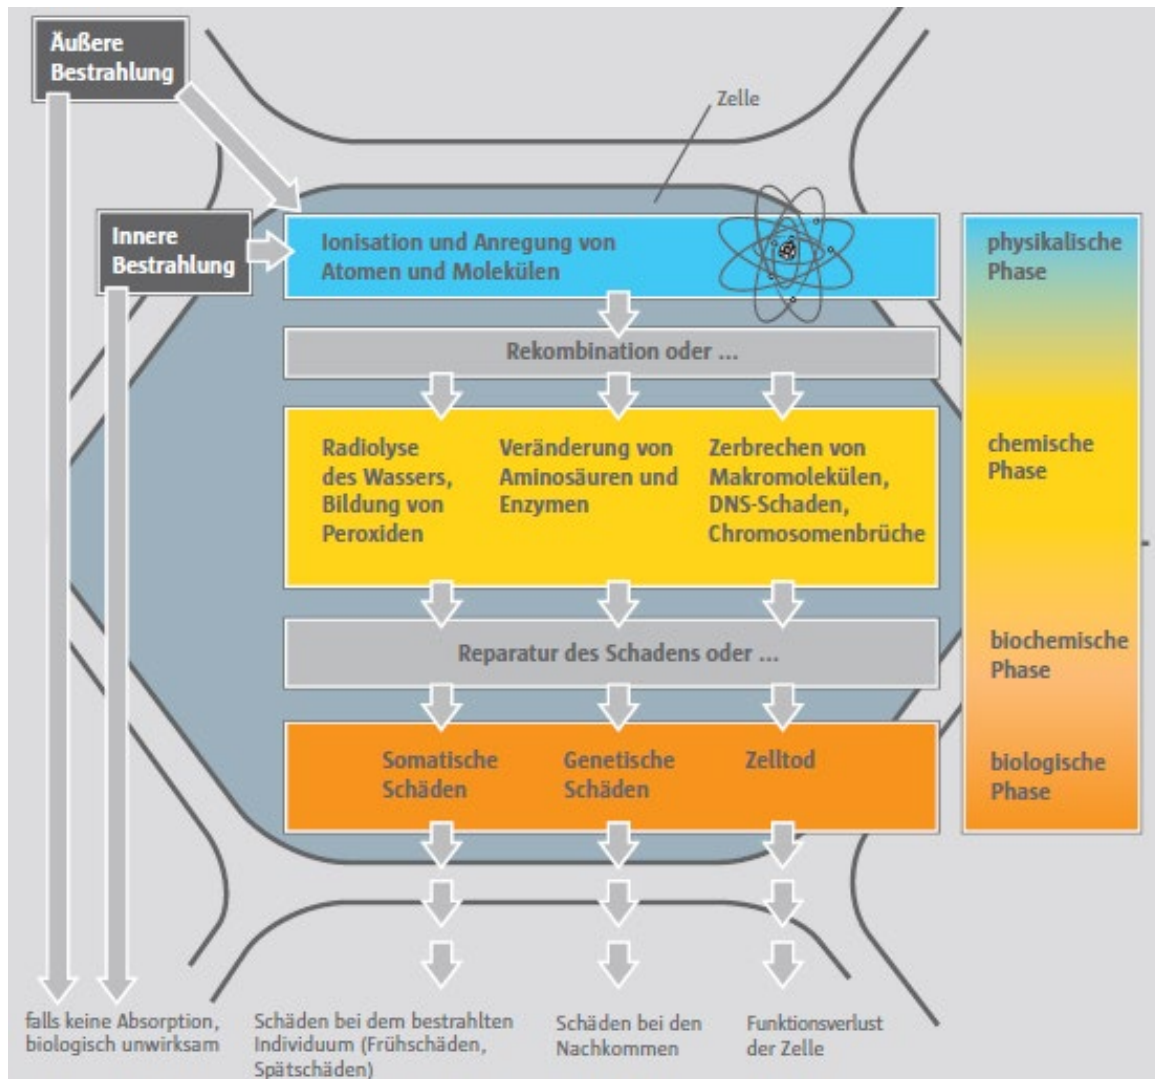 Äußere
Bestrahlung
Zelle
Innere
Bestrahlung
Ionisation und Anregung von
Atomen und Molekülen
physikalische
Phase
Rekombination oder ...
Radiolyse
des Wassers,
Bildung von
Peroxiden
Veränderung von
Aminosäuren und
Enzymen
Zerbrechen von
Makromolekülen,
DNS-Schaden,
Chromosomenbrüche
chemische
Phase
Reparatur des Schadens oder ...
biochemische
Phase
Somatische
Schäden
Genetische
Schäden
Zelltod
biologische
Phase
falls keine Absorption,
biologisch unwirksam
Schäden bei dem bestrahlten
Individuum (Frühschäden,
Spätschäden)
Schäden bei den
Nachkommen
Funktionsverlust
der Zelle